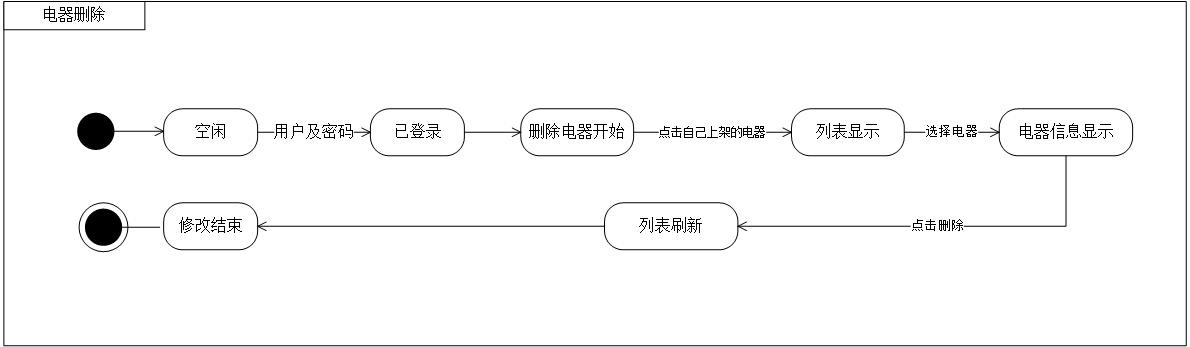 电器删除
空闲
用户及密码
已登录
删除电器开始
点击自己上架的电器
列表显示
选择电器
电器信息显示
修改结束
列表刷新
点击删除